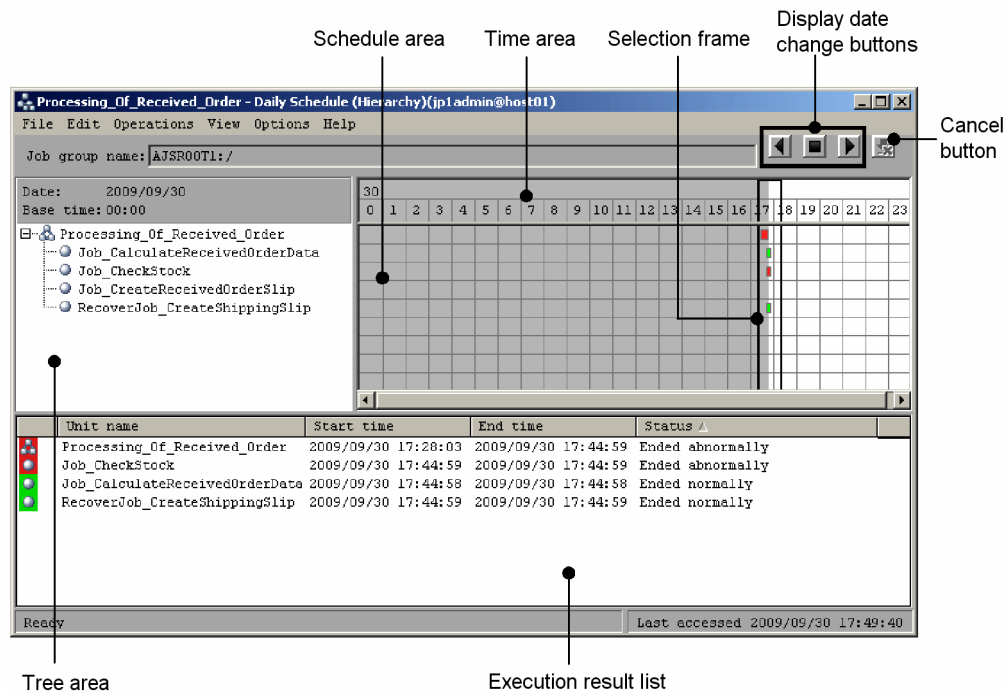 Display date
change buttons
Schedule area
Time area
Selection frame
Processing_Of_Received_Order - Daily Schedule (Hierarchy)(jp1admin@host01)
File Edit Operations View Options Help
Cancel
button
Job group name: AJSROOT1:/
Date: 2009/09/30
Base time: 00:00
30
0 1 2 3 4 5 6 7 8 9 10 11 12 13 14 15 16 17 18 19 20 21 22 23
Processing_Of_Received_Order
Job_CalculateReceivedOrderData
Job_CheckStock
Job_CreateReceivedOrderSlip
RecoverJob_CreateShippingSlip
Unit name Start time End time Status
Processing_Of_Received_Order 2009/09/30 17:28:03 2009/09/30 17:44:59 Ended abnormally
Job_CheckStock 2009/09/30 17:44:59 2009/09/30 17:44:59 Ended abnormally
Job_CalculateReceivedOrderData 2009/09/30 17:44:58 2009/09/30 17:44:58 Ended normally
RecoverJob_CreateShippingSlip 2009/09/30 17:44:59 2009/09/30 17:44:59 Ended normally
Ready
Last accessed 2009/09/30 17:49:40
Tree area
Execution result list